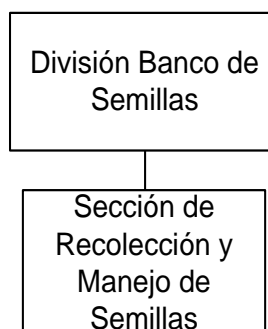 División Banco de
Semillas
Sección de
Recolección y
Manejo de
Semillas